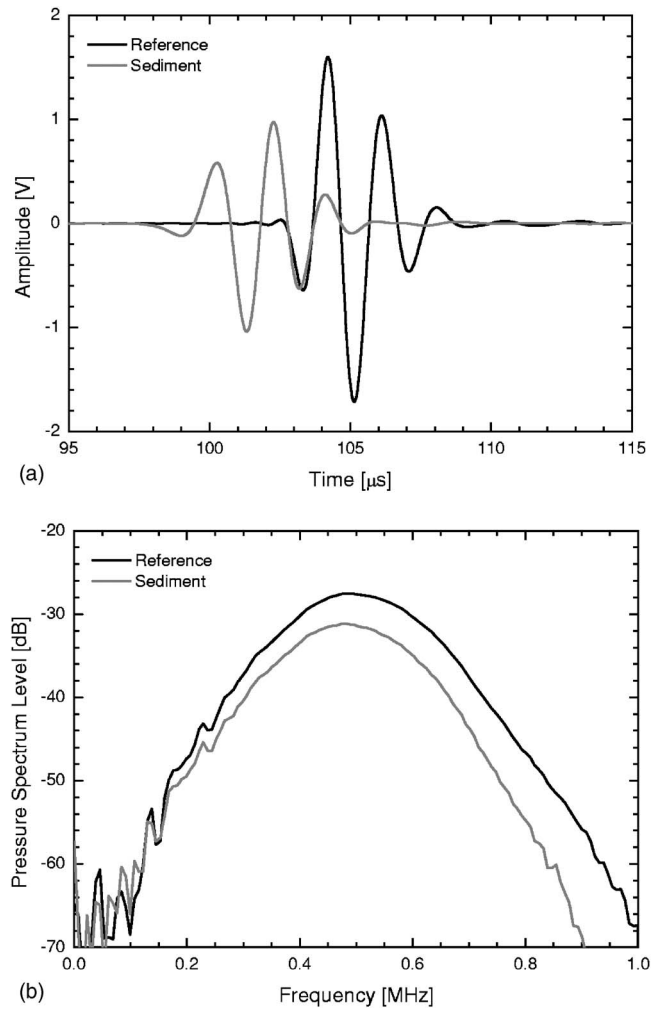 2
Reference
Sediment
1
0
-1
-2
Amplitude [V]
95
100
105
110
115
(a)
Time [μs]
-20
Reference
Sediment
-30
-40
-50
-60
-70
Pressure Spectrum Level [dB]
0.0
0.2
0.4
0.6
0.8
1.0
(b)
Frequency [MHz]